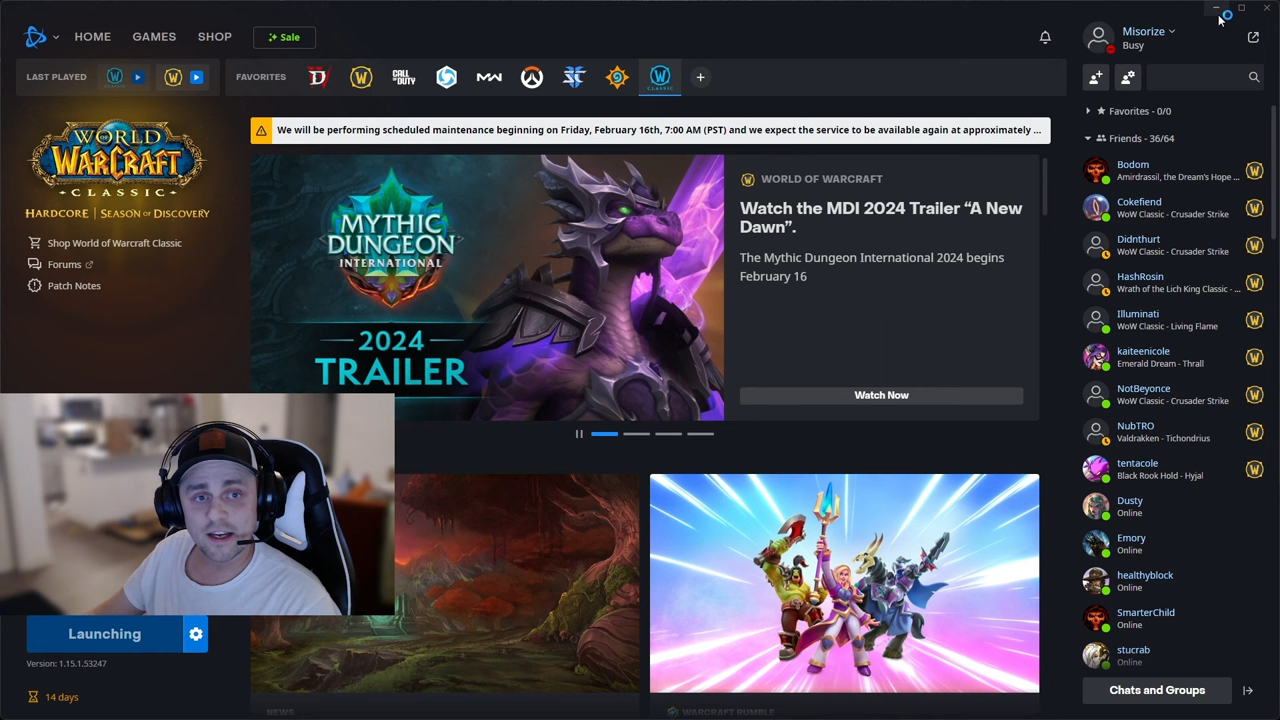 HOME
GAMES
SHOP
Sale
Misorize
Busy
LAST PLAYED
CLASSIC
FAVORITES
CALL OF DUTY
CLASSIC
Favorites - 0/0
Friends - 36/64
WORLD OF WARCRAFT
CLASSIC
HARDCORE | SEASON OF DISCOVERY
Shop World of Warcraft Classic
Forums
Patch Notes
We will be performing scheduled maintenance beginning on Friday, February 16th, 7:00 AM (PST) and we expect the service to be available again at approximately ...
MYTHIC
DUNGEON
INTERNATIONAL
2024
TRAILER
WORLD OF WARCRAFT
Watch the MDI 2024 Trailer “A New
Dawn”.
The Mythic Dungeon International 2024 begins
February 16
Watch Now
Bodom
Amirdrassil, the Dream's Hope ...
Cokefiend
WoW Classic - Crusader Strike
Didnthurt
WoW Classic - Crusader Strike
HashRosin
Wrath of the Lich King Classic - ...
Illuminati
WoW Classic - Living Flame
kaiteenicole
Emerald Dream - Thrall
NotBeyonce
WoW Classic - Crusader Strike
NubTRO
Valdrakken - Tichondrius
tentacole
Black Rook Hold - Hyjal
Dusty
Online
Emory
Online
healthyblock
Online
SmarterChild
Online
stucrab
Online
Launching
Version: 1.15.1.53247
14 days
NEWS
WARCRAFT RUMBLE
Chats and Groups